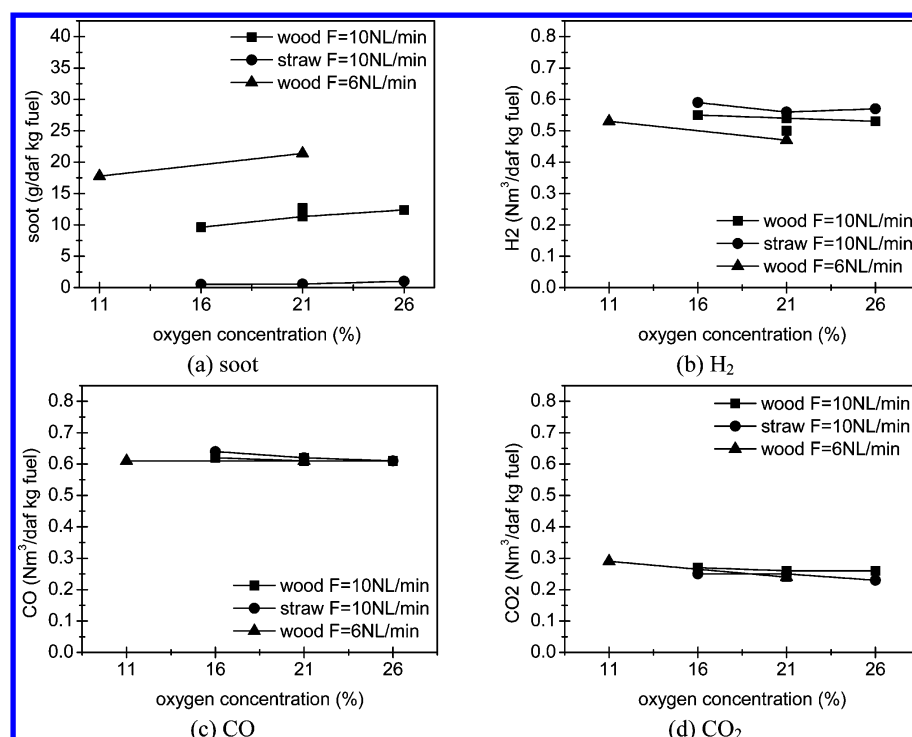 40
35
30
25
20
15
10
5
0
soot (g/daf kg fuel)
wood F=10NL/min
straw F=10NL/min
wood F=6NL/min
11 16 21 26
oxygen concentration (%)
(a) soot
0.8
0.7
0.6
0.5
0.4
0.3
0.2
0.1
0.0
H2 (Nm³/daf kg fuel)
wood F=10NL/min
straw F=10NL/min
wood F=6NL/min
11 16 21 26
oxygen concentration (%)
(b) H₂
0.8
0.7
0.6
0.5
0.4
0.3
0.2
0.1
0.0
CO (Nm³/daf kg fuel)
wood F=10NL/min
straw F=10NL/min
wood F=6NL/min
11 16 21 26
oxygen concentration (%)
(c) CO
0.8
0.7
0.6
0.5
0.4
0.3
0.2
0.1
0.0
CO2 (Nm³/daf kg fuel)
wood F=10NL/min
straw F=10NL/min
wood F=6NL/min
11 16 21 26
oxygen concentration (%)
(d) CO₂